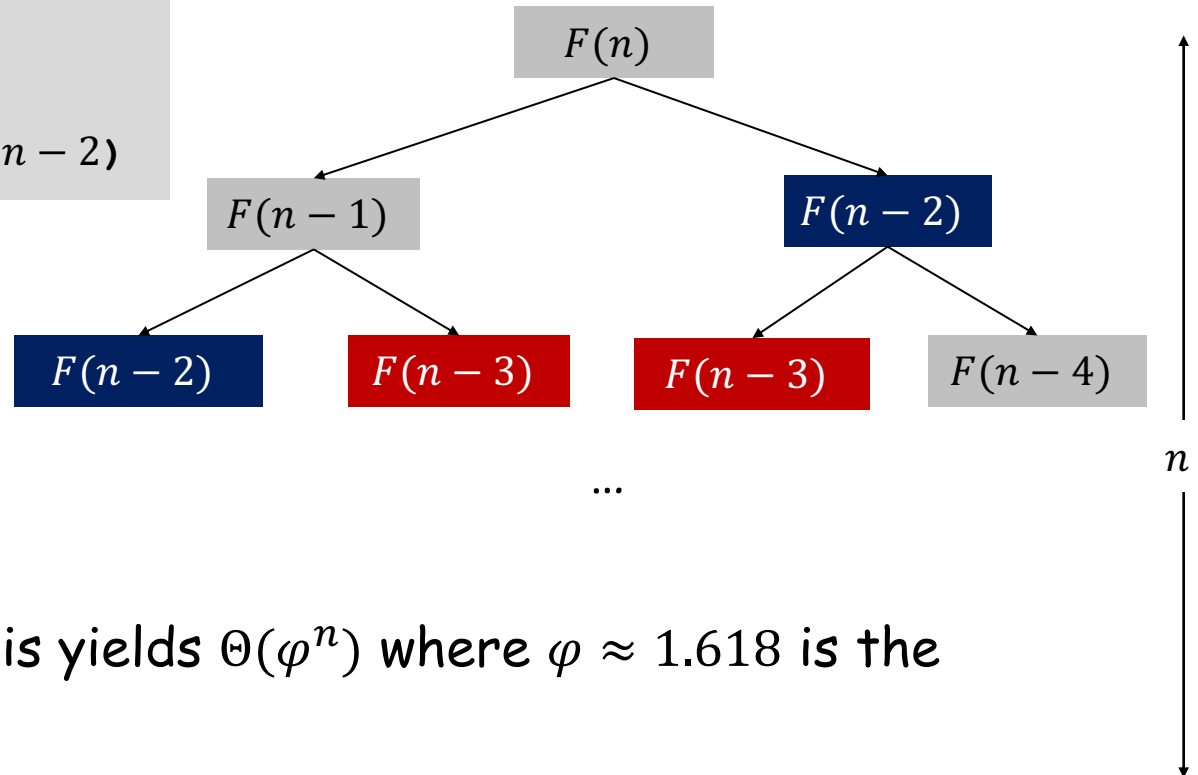 F(n)
n − 2)
F(n − 1)
F(n − 2)
F(n − 2)
F(n − 3)
F(n − 3)
F(n − 4)
n
...
is yields Θ(φⁿ) where φ ≈ 1.618 is the